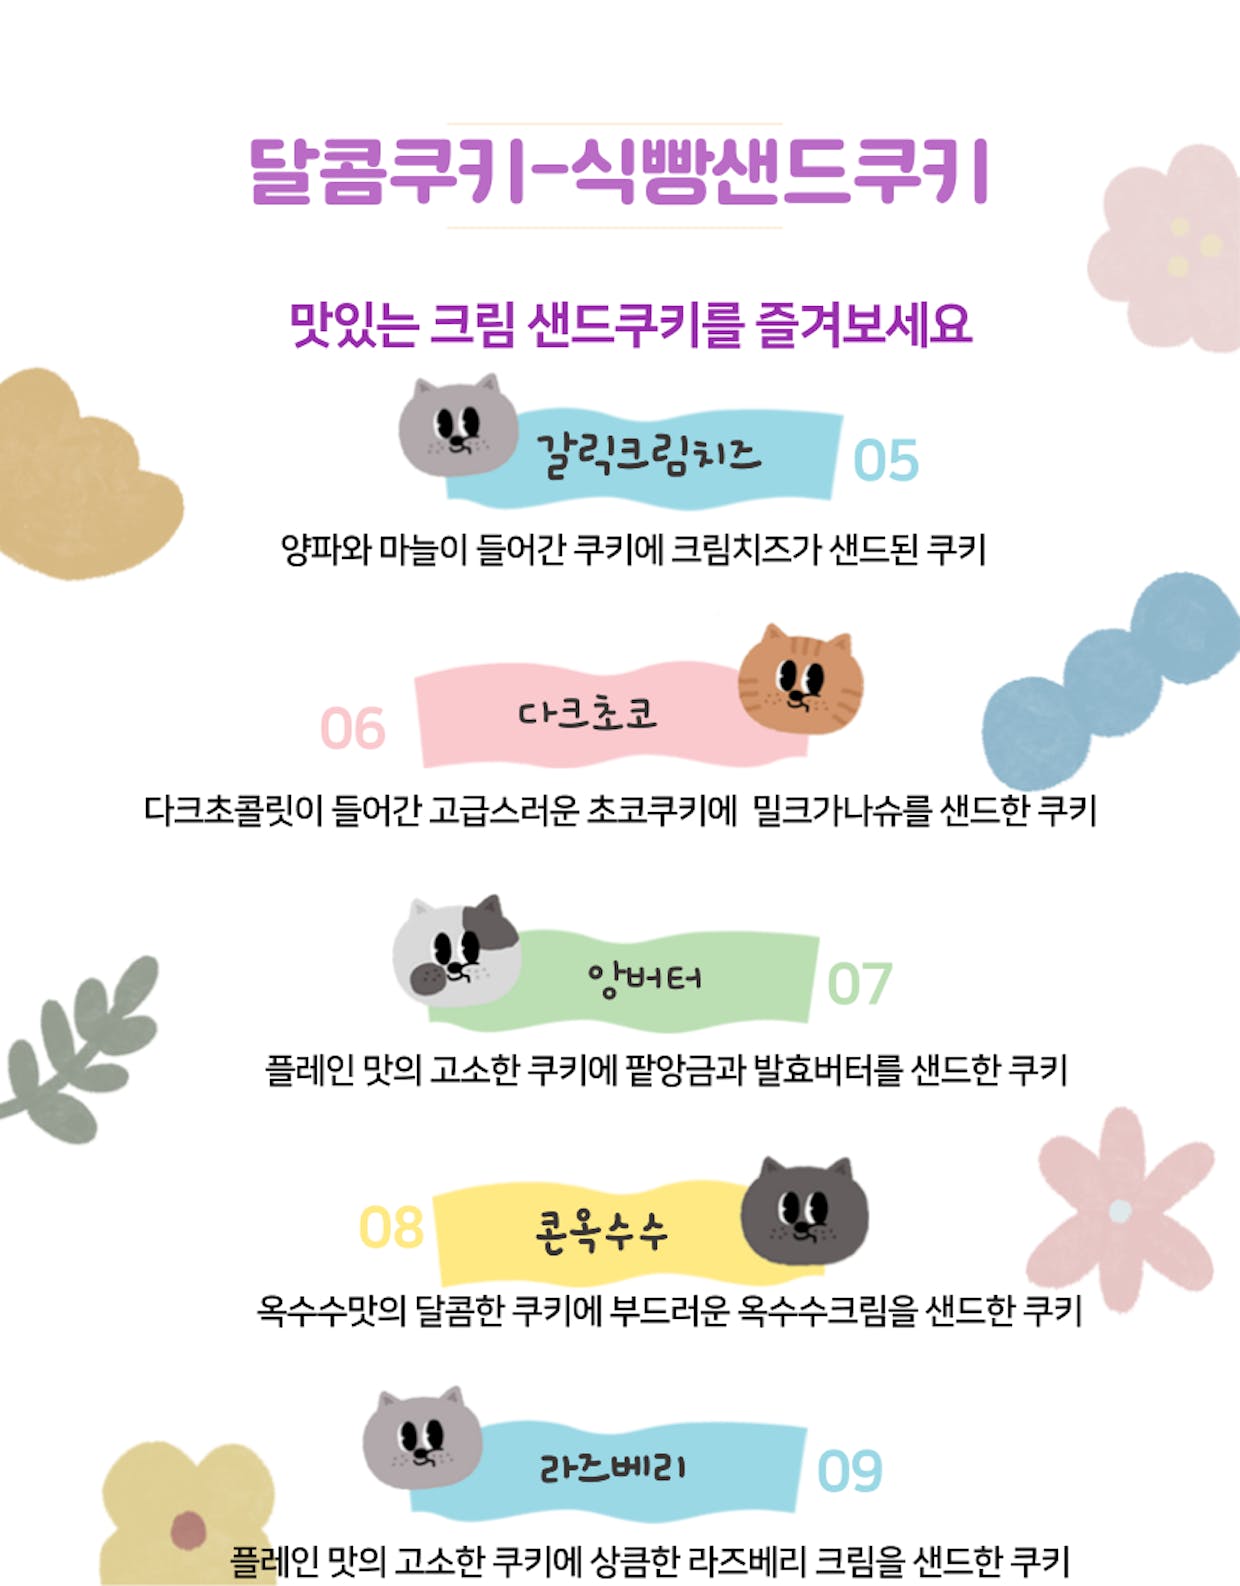 달콤쿠키-식빵샌드쿠키
맛있는 크림 샌드쿠키를 즐겨보세요
갈릭크림치즈 05
양파와 마늘이 들어간 쿠키에 크림치즈가 샌드된 쿠키
06 다크초코
다크초콜릿이 들어간 고급스러운 초코쿠키에 밀크가나슈를 샌드한 쿠키
앙버터 07
플레인 맛의 고소한 쿠키에 팥앙금과 발효버터를 샌드한 쿠키
08 콘옥수수
옥수수맛의 달콤한 쿠키에 부드러운 옥수수크림을 샌드한 쿠키
라즈베리 09
플레인 맛의 고소한 쿠키에 상큼한 라즈베리 크림을 샌드한 쿠키